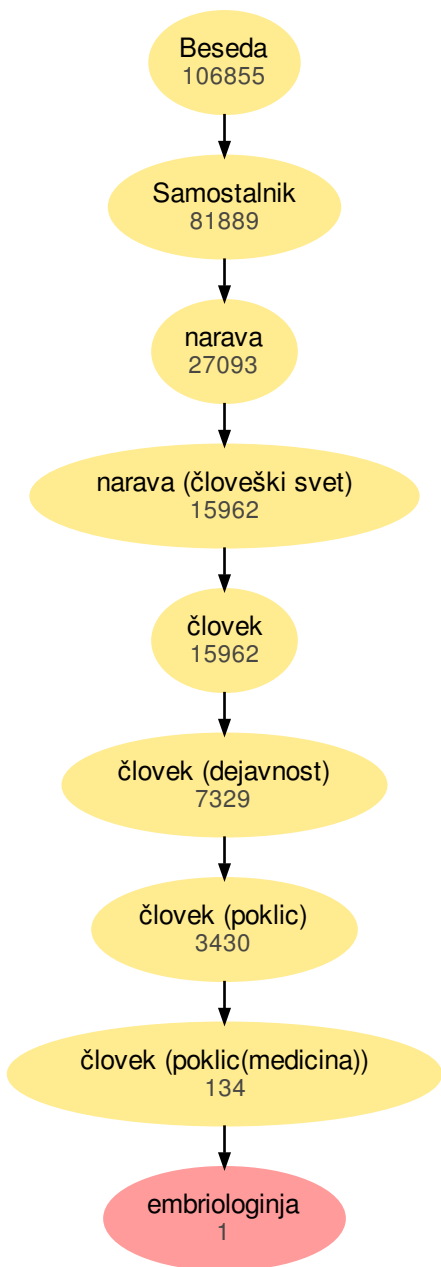 Beseda
106855
Samostalnik
81889
narava
27093
narava (človeški svet)
15962
človek
15962
človek (dejavnost)
7329
človek (poklic)
3430
človek (poklic(medicina))
134
embriologinja
1